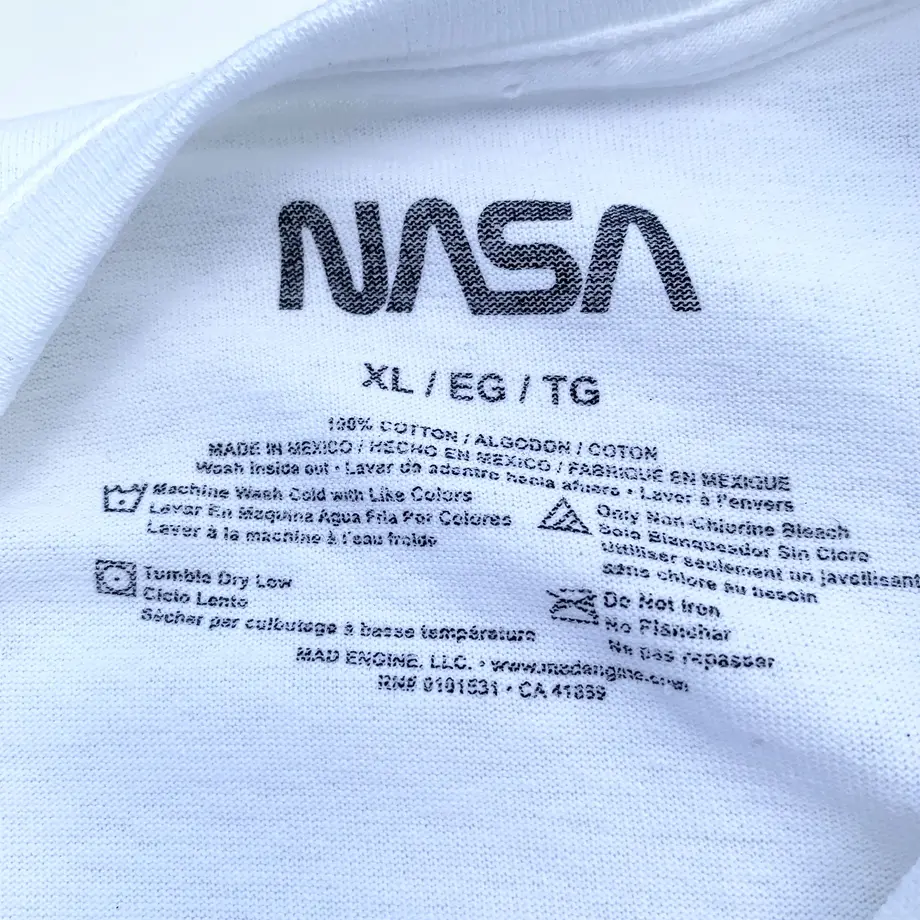 NASA
XL / EG / TG
100% COTTON / ALGODON / COTON
MADE IN MEXICO / HECHO EN MEXICO / FABRIQUE EN MEXIQUE
Wash inside out • Lavar de adentro hacia afuera • Laver à l'envers
Machine Wash Cold with Like Colors
Lavar En Maquina Agua Fria Por Colores
Laver à la machine à l'eau froide
Only Non-Chlorine Bleach
Solo Blanqueador Sin Cloro
Utiliser seulement un javellisant
sans chlore au besoin
Tumble Dry Low
Ciclo Lento
Sécher par culbutage à basse température
Do Not Iron
No Planchar
Ne pas repasser
MAD ENGINE, LLC. • www.madengine.com
RN# 0101531 • CA 41869